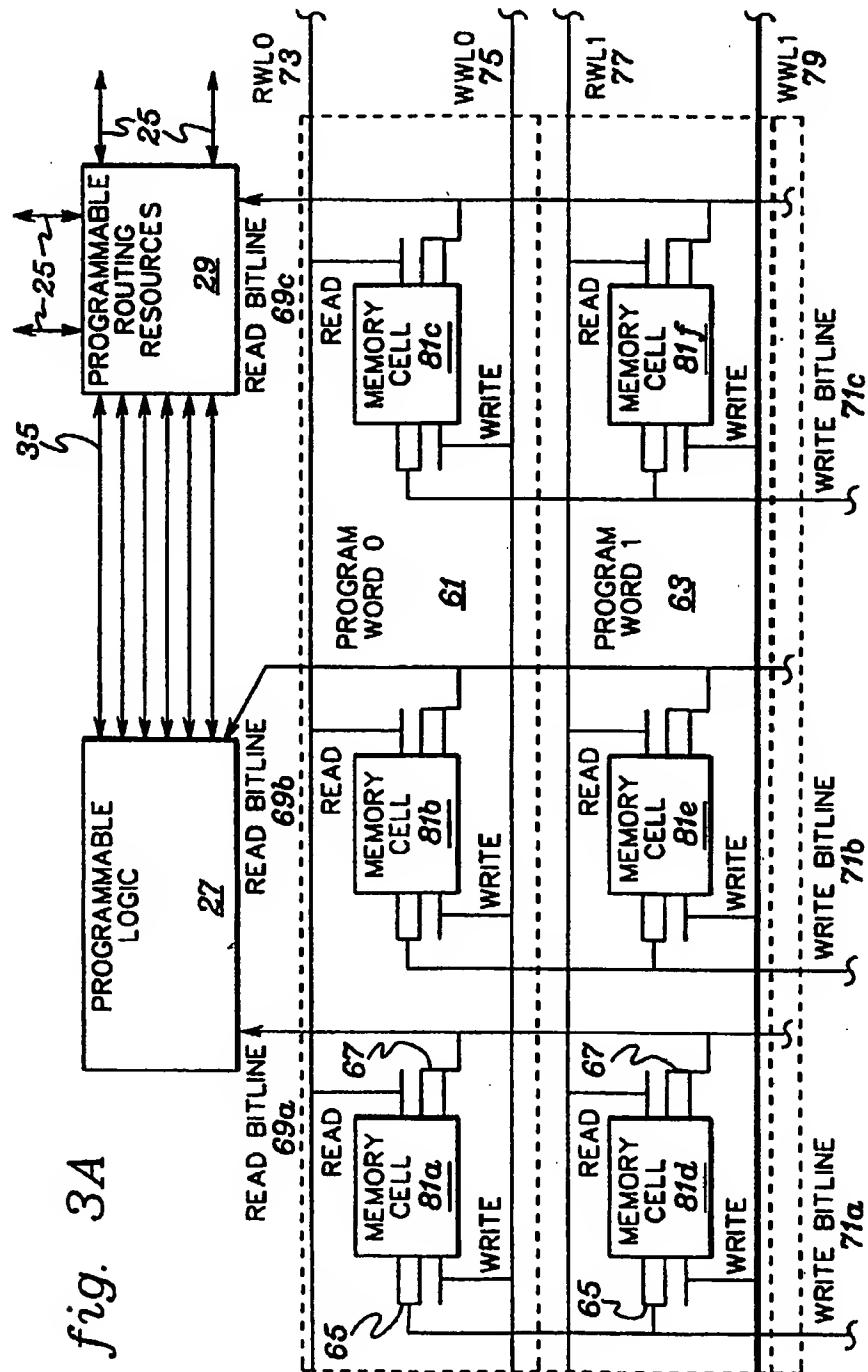 fig. 3A
PROGRAMMABLE
LOGIC
27
35
PROGRAMMABLE
ROUTING
RESOURCES
29
25
25
READ BITLINE
69a
READ BITLINE
69b
READ BITLINE
69c
RWL0
73
READ
MEMORY
CELL
81a
65
67
WRITE
READ
MEMORY
CELL
81b
WRITE
PROGRAM
WORD 0
61
READ
MEMORY
CELL
81c
WRITE
WWL0
75
RWL1
77
READ
MEMORY
CELL
81d
65
67
WRITE
READ
MEMORY
CELL
81e
WRITE
PROGRAM
WORD 1
63
READ
MEMORY
CELL
81f
WRITE
WWL1
79
WRITE BITLINE
71a
WRITE BITLINE
71b
WRITE BITLINE
71c